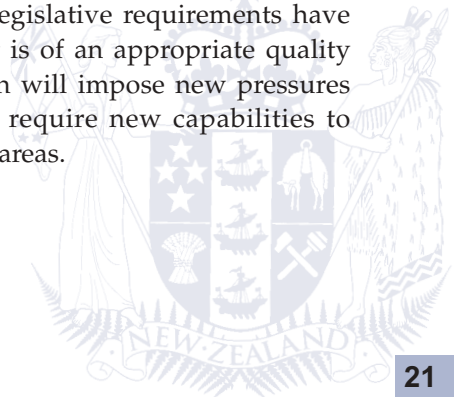 egislative requirements have
is of an appropriate quality
n will impose new pressures
require new capabilities to
areas.
NEW ZEALAND
21